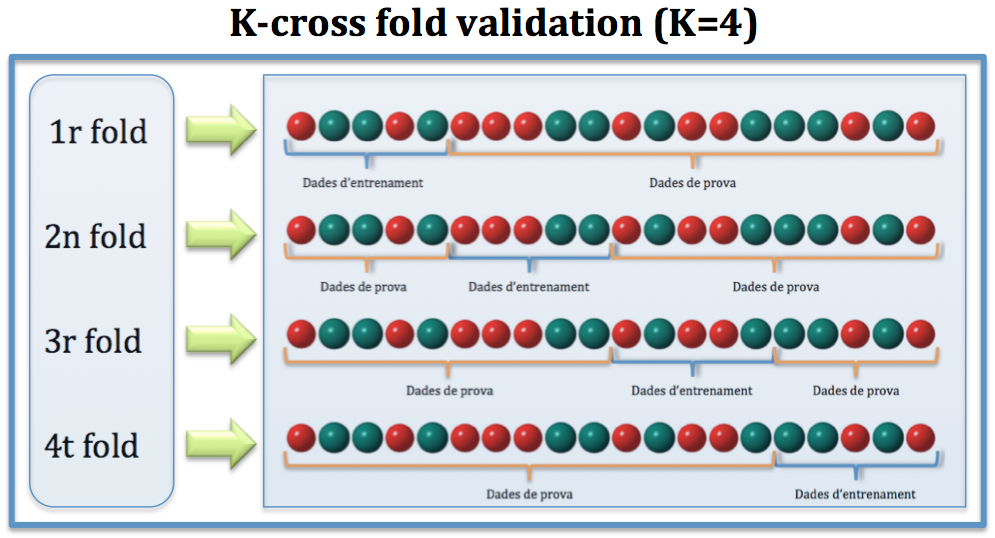 K-cross fold validation (K=4)
1r fold
Dades d'entrenament
Dades de prova
2n fold
Dades de prova
Dades d'entrenament
Dades de prova
3r fold
Dades de prova
Dades d'entrenament
Dades de prova
4t fold
Dades de prova
Dades d'entrenament